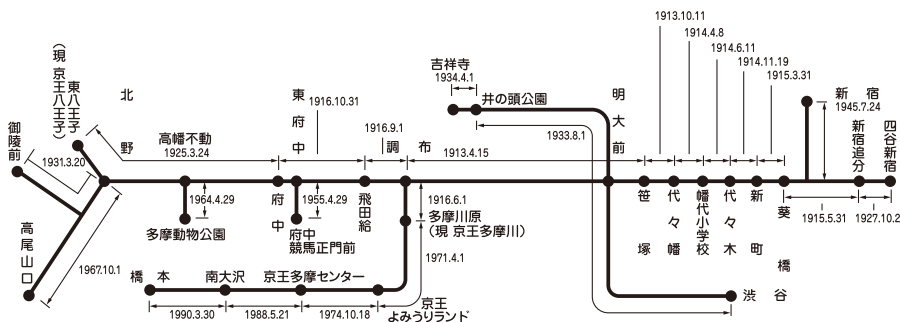 1913.10.11
1914.4.8
1914.6.11
1914.11.19
1915.3.31
吉祥寺
1934.4.1
井の頭公園
1933.8.1
明大前
新宿
1945.7.24
新宿追分
四谷新宿
東八王子
(現 京王八王子)
北野
東府中
1916.10.31
1916.9.1
調布
1913.4.15
高幡不動
1925.3.24
御陵前
1931.3.20
1964.4.29
多摩動物公園
府中
1955.4.29
府中
競馬正門前
飛田給
1916.6.1
多摩川原
(現 京王多摩川)
1971.4.1
笹塚
代々幡
幡代小学校
代々木
新町
葵橋
1915.5.31
1927.10.2
高尾山口
1967.10.1
橋本
南大沢
京王多摩センター
京王
よみうりランド
1990.3.30
1988.5.21
1974.10.18
渋谷